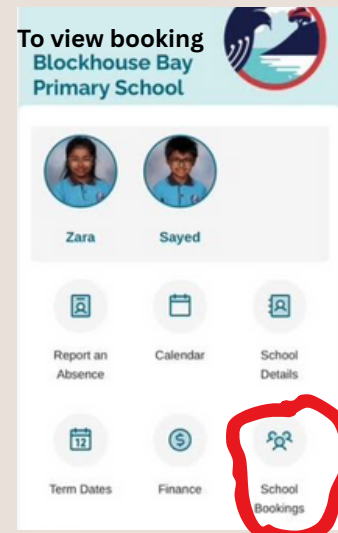 To view booking
Blockhouse Bay
Primary School
Zara
Sayed
Report an
Absence
Calendar
School
Details
12
Term Dates
$
Finance
School
Bookings